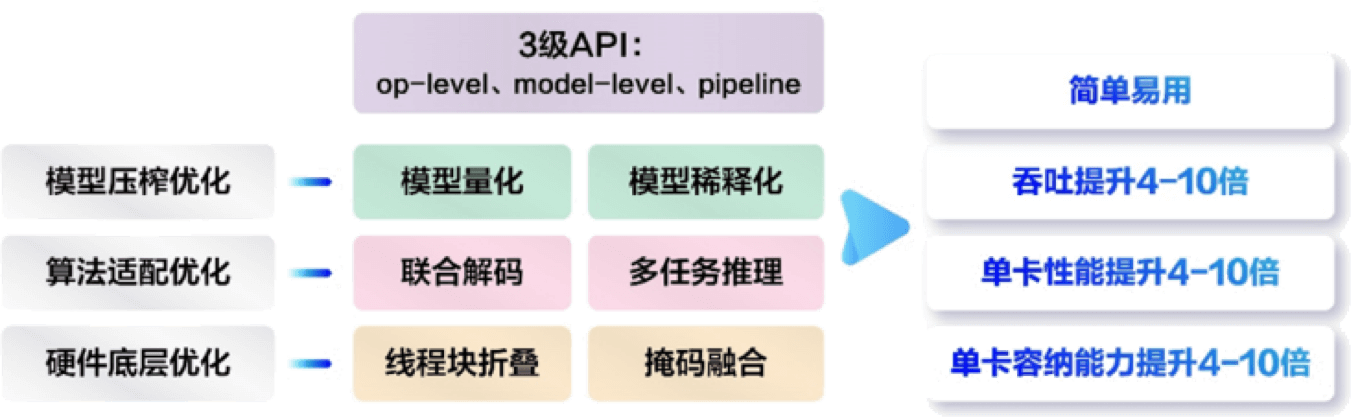 3级API：
op-level、model-level、pipeline
简单易用
模型压榨优化
模型量化
模型稀释化
吞吐提升4-10倍
算法适配优化
联合解码
多任务推理
单卡性能提升4-10倍
硬件底层优化
线程块折叠
掩码融合
单卡容纳能力提升4-10倍